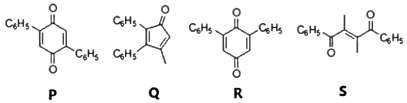 C₆H₅ O O C₆H₅
C₆H₅ O C₆H₅
C₆H₅ O C₆H₅ O
C₆H₅ O O C₆H₅
P Q R S